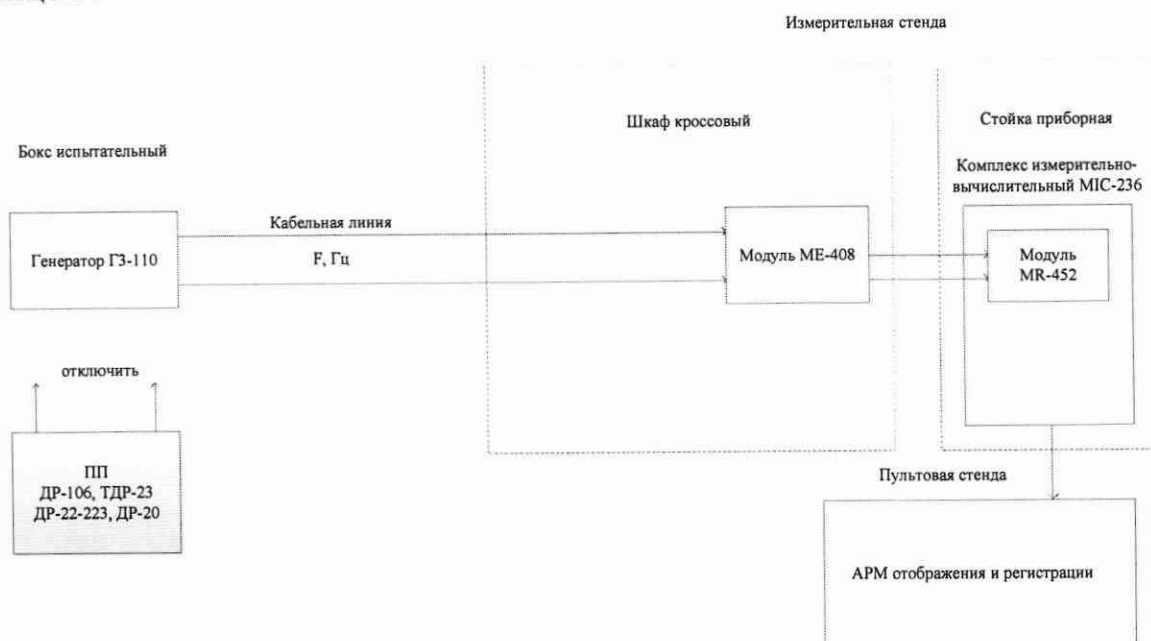 Измерительная стенда
Шкаф кроссовый
Стойка приборная
Бокс испытательный
Комплекс измерительно-
вычислительный MIC-236
Генератор ГЗ-110
Кабельная линия
F, Гц
Модуль МЕ-408
Модуль
MR-452
отключить
ПП
ДР-106, ТДР-23
ДР-22-223, ДР-20
Пультовая стенда
АРМ отображения и регистрации